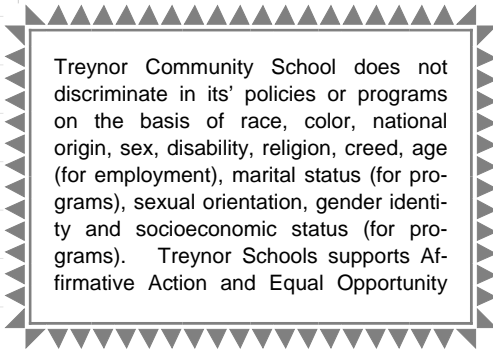 Treynor Community School does not
discriminate in its' policies or programs
on the basis of race, color, national
origin, sex, disability, religion, creed, age
(for employment), marital status (for pro-
grams), sexual orientation, gender identi-
ty and socioeconomic status (for pro-
grams). Treynor Schools supports Af-
firmative Action and Equal Opportunity